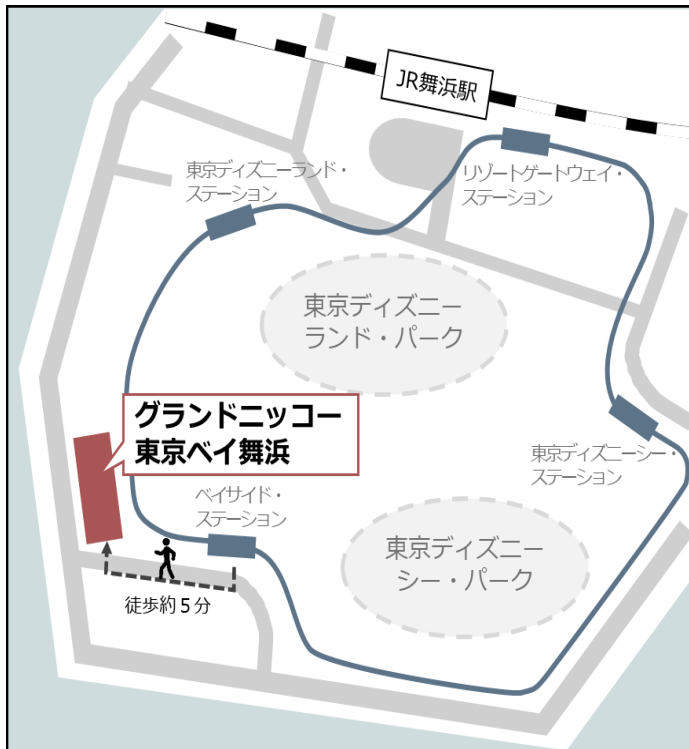 JR舞浜駅
東京ディズニーランド・
ステーション
リゾートゲートウェイ・
ステーション
東京ディズニー
ランド・パーク
グランドニッコー
東京ベイ舞浜
東京ディズニーシー・
ステーション
ベイサイド・
ステーション
東京ディズニー
シー・パーク
徒歩約5分